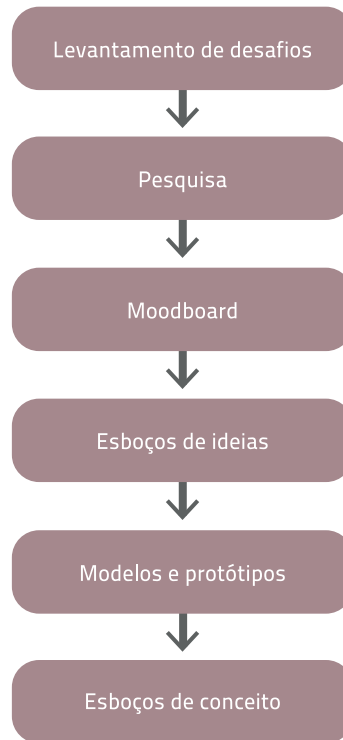 Levantamento de desafios
Pesquisa
Moodboard
Esboços de ideias
Modelos e protótipos
Esboços de conceito